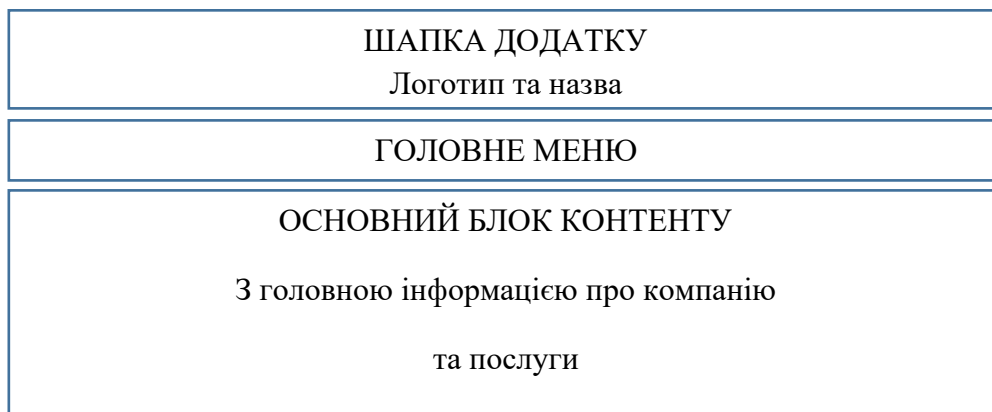 ШАПКА ДОДАТКУ
Логотип та назва
ГОЛОВНЕ МЕНЮ
ОСНОВНИЙ БЛОК КОНТЕНТУ
З головною інформацією про компанію
та послуги